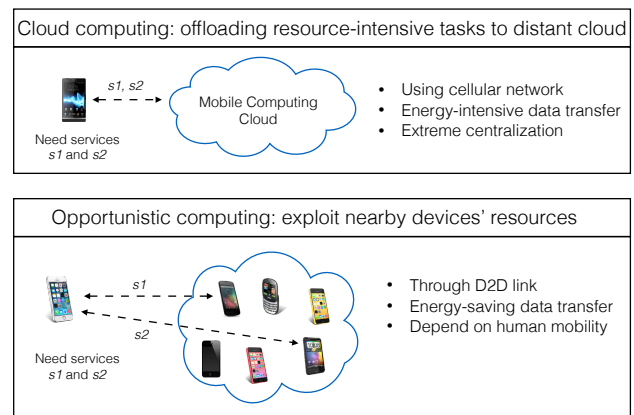 Cloud computing: offloading resource-intensive tasks to distant cloud
s1, s2
Mobile Computing
Cloud
Need services
s1 and s2
• Using cellular network
• Energy-intensive data transfer
• Extreme centralization
Opportunistic computing: exploit nearby devices' resources
s1
s2
Need services
s1 and s2
• Through D2D link
• Energy-saving data transfer
• Depend on human mobility